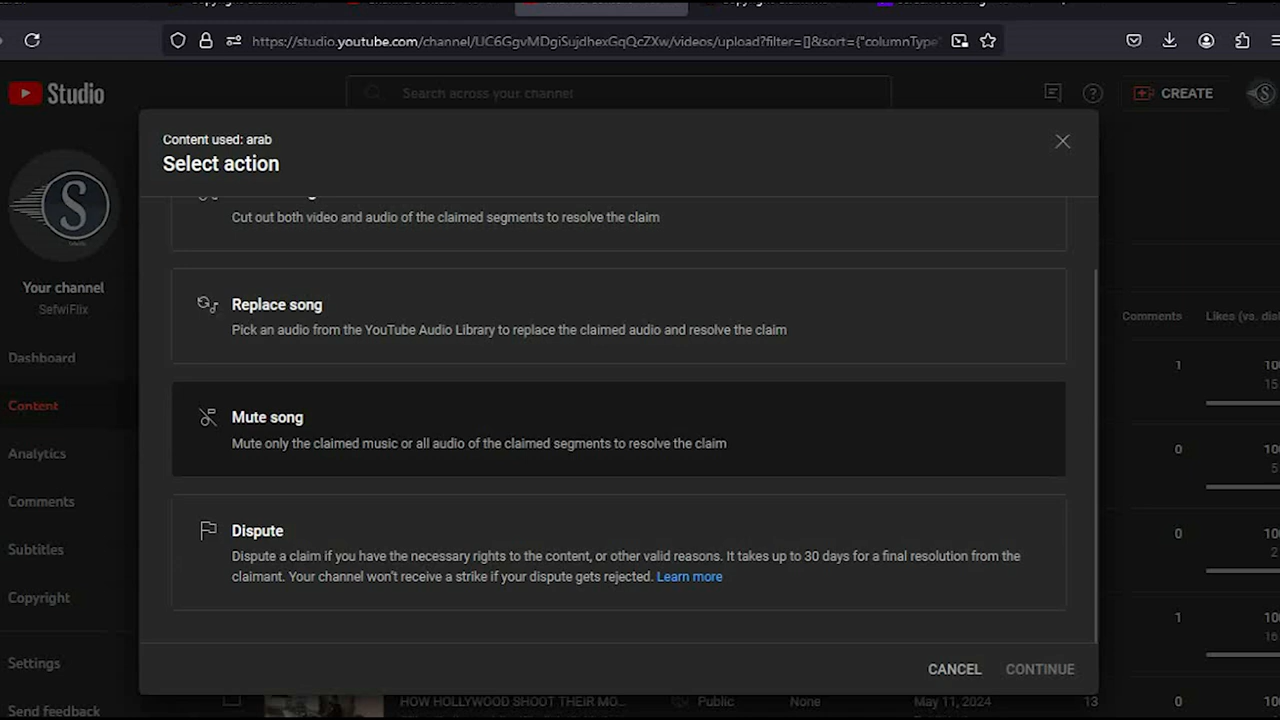 https://studio.youtube.com/channel/UC6GgvMDgiSujdhexGqQcZXw/videos/upload?filter=[]&sort={"columnType"
Studio
Search across your channel
CREATE
Content used: arab
Select action
Cut out both video and audio of the claimed segments to resolve the claim
Replace song
Pick an audio from the YouTube Audio Library to replace the claimed audio and resolve the claim
Mute song
Mute only the claimed music or all audio of the claimed segments to resolve the claim
Dispute
Dispute a claim if you have the necessary rights to the content, or other valid reasons. It takes up to 30 days for a final resolution from the
claimant. Your channel won't receive a strike if your dispute gets rejected. Learn more
CANCEL CONTINUE
Your channel
SefwiFlix
Dashboard
Content
Analytics
Comments
Subtitles
Copyright
Settings
Send feedback
Comments Likes (vs.
1
0
0
1
HOW HOLLYWOOD SHOOT THEIR MO... Public None May 11, 2024 13 0